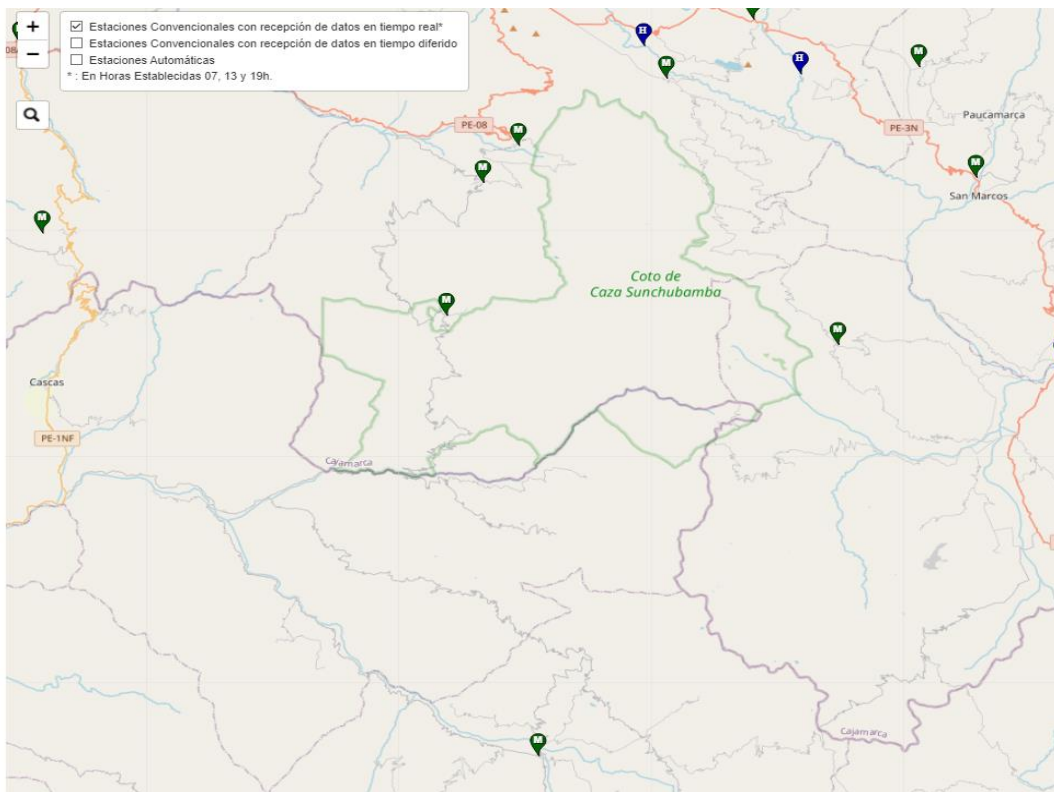 +
−
Estaciones Convencionales con recepción de datos en tiempo real*
Estaciones Convencionales con recepción de datos en tiempo diferido
Estaciones Automáticas
* : En Horas Establecidas 07, 13 y 19h.
M
H
M
H
M
PE-08
M
PE-3N
Paucamarca
M
M
San Marcos
M
Coto de
Caza Sunchubamba
M
M
Cascas
PE-1NF
Cajamarca
Cajamarca
M